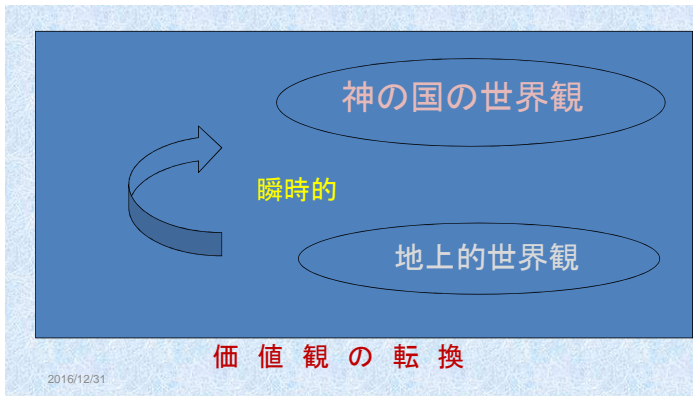 神の国の世界観
瞬時的
地上的世界観
価 値 観 の 転 換
2016/12/31